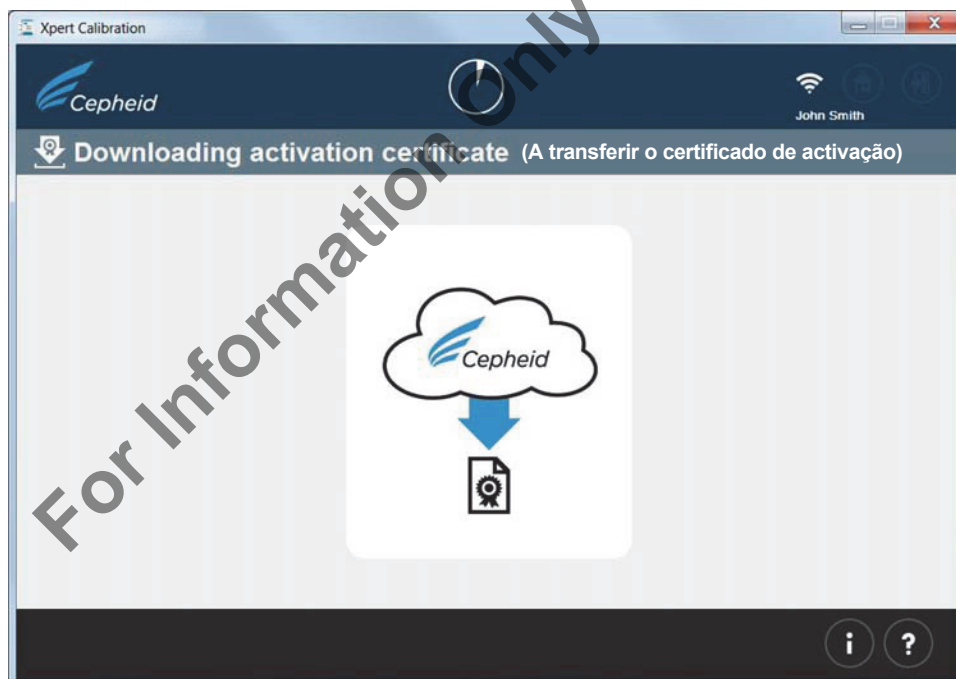 Xpert Calibration
Cepheid
John Smith
Downloading activation certificate (A transferir o certificado de activação)
Cepheid
For Information Only
i ?